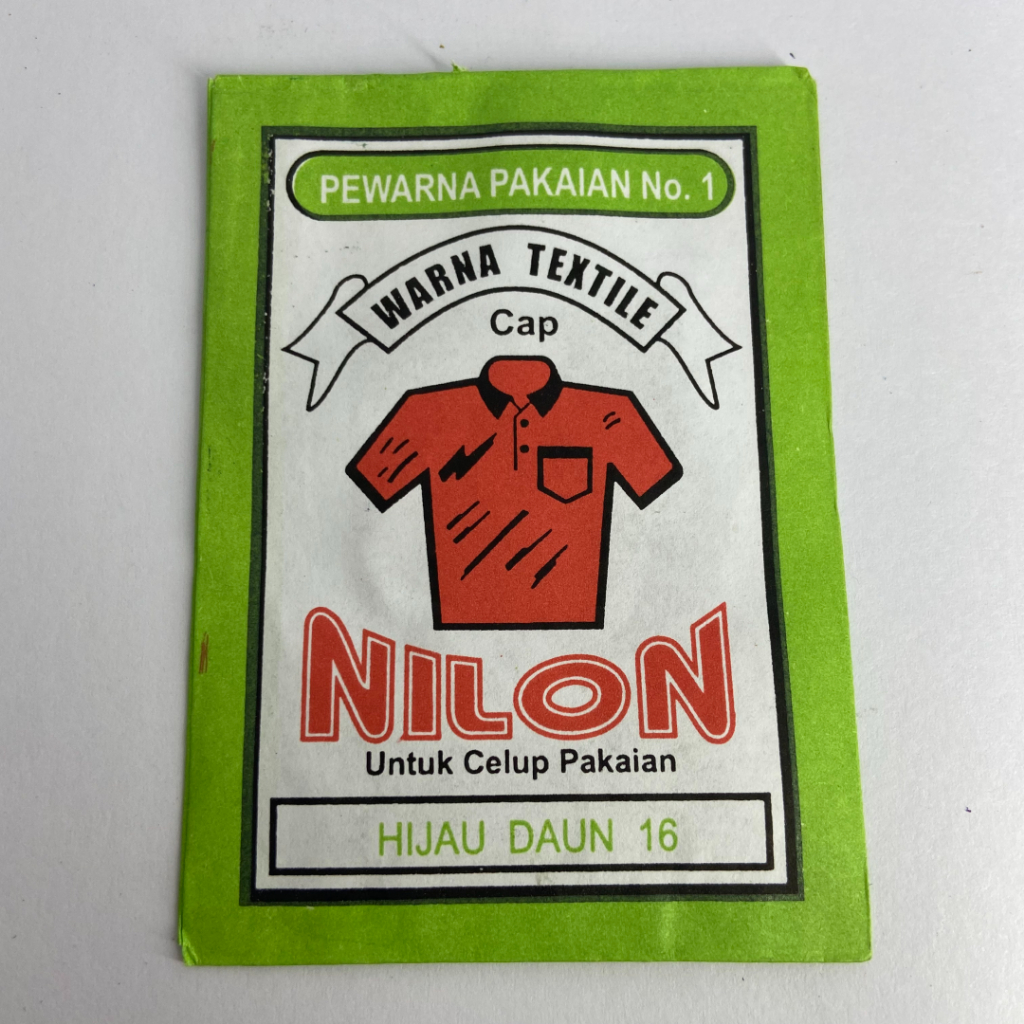 PEWARNA PAKAIAN No. 1
WARNA TEXTILE
Cap
NILON
Untuk Celup Pakaian
HIJAU DAUN 16